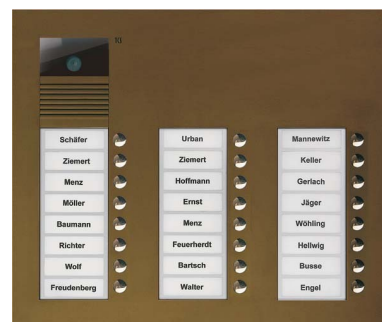 10
Schäfer
Ziemert
Menz
Möller
Baumann
Richter
Wolf
Freudenberg
Urban
Ziemert
Hoffmann
Ernst
Menz
Feuerherdt
Bartsch
Walter
Mannewitz
Keller
Gerlach
Jäger
Wöhling
Hellwig
Busse
Engel